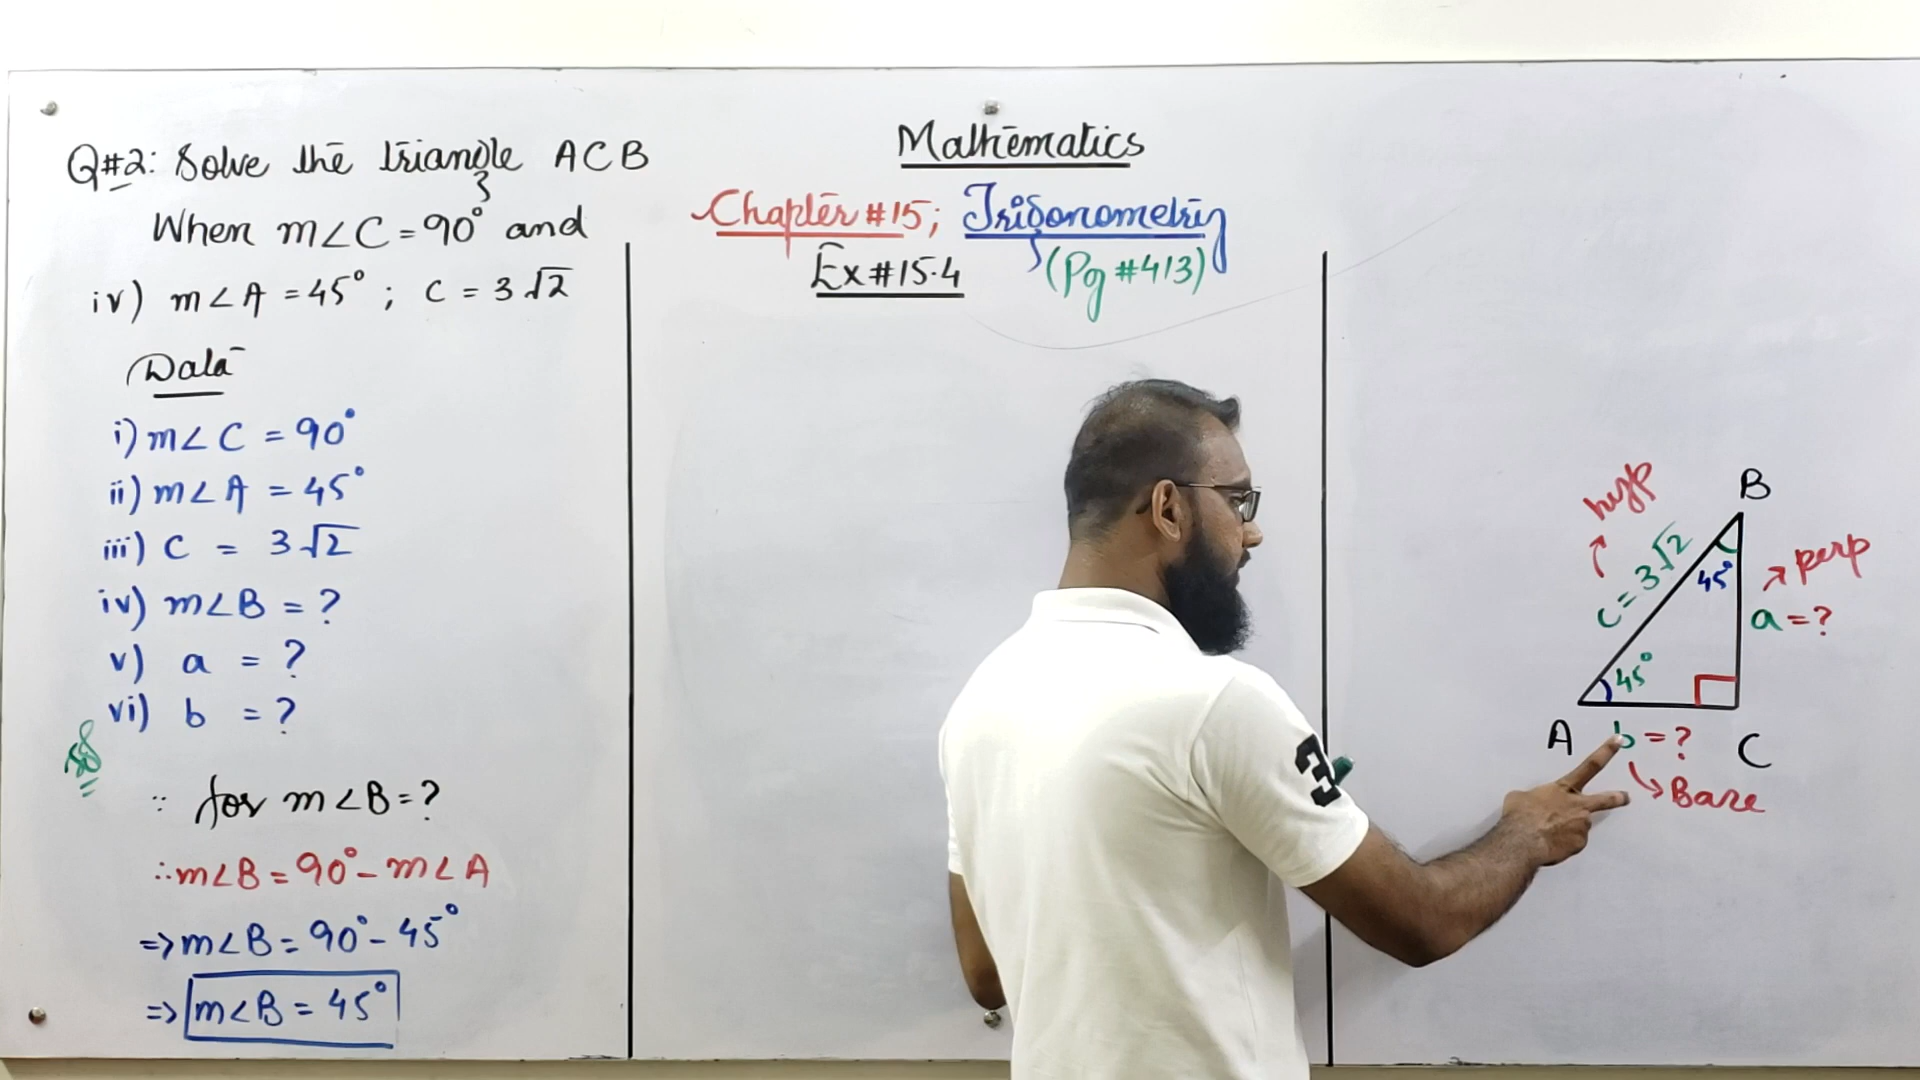 Mathematics
Chapter #15; Trigonometry
Ex #15.4 (Pg #413)
Q#2: Solve the triangle ACB
When m∠C = 90° and
iv) m∠A = 45° ; c = 3√2
Data
i) m∠C = 90°
ii) m∠A = 45°
iii) c = 3√2
iv) m∠B = ?
v) a = ?
vi) b = ?
∵ for m∠B = ?
∴ m∠B = 90° - m∠A
⇒ m∠B = 90° - 45°
⇒ m∠B = 45°
B
hyp
c = 3√2
45°
perp
a = ?
45°
A b = ? C
Base
3